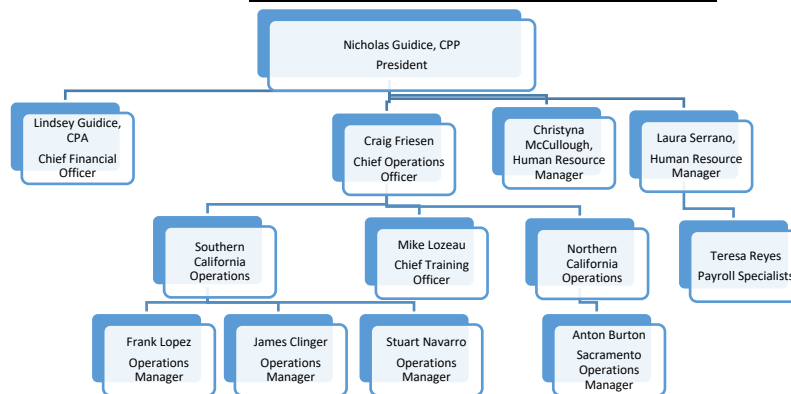 Nicholas Guidice, CPP
President
Lindsey Guidice,
CPA
Chief Financial
Officer
Craig Friesen
Chief Operations
Officer
Christyna
McCullough,
Human Resource
Manager
Laura Serrano,
Human Resource
Manager
Southern
California
Operations
Mike Lozeau
Chief Training
Officer
Northern
California
Operations
Teresa Reyes
Payroll Specialists
Frank Lopez
Operations
Manager
James Clinger
Operations
Manager
Stuart Navarro
Operations
Manager
Anton Burton
Sacramento
Operations
Manager